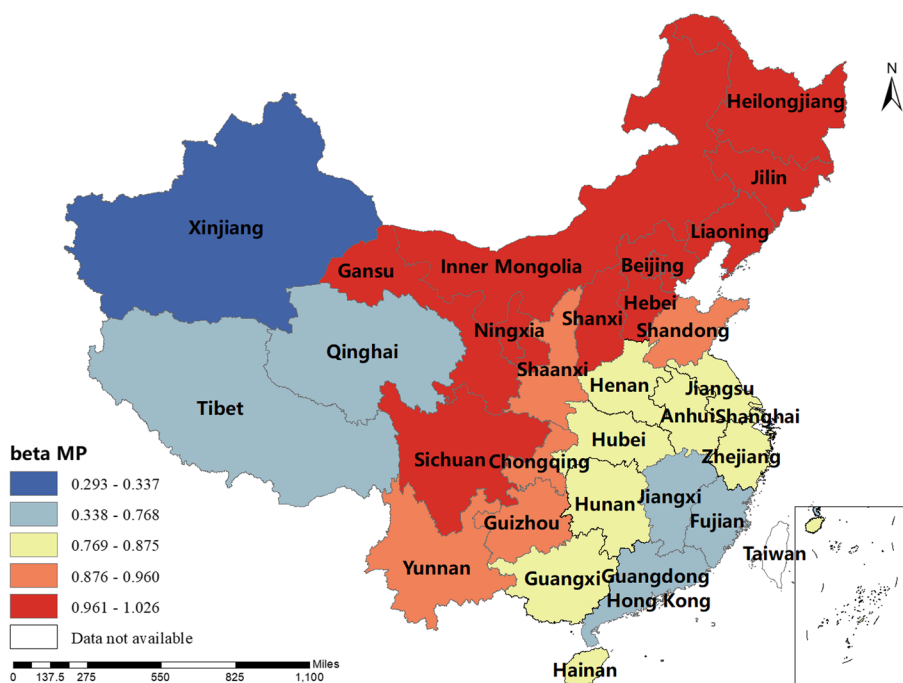 N
Heilongjiang
Jilin
Liaoning
Xinjiang
Gansu
Inner Mongolia
Beijing
Hebei
Ningxia
Shanxi
Shandong
Qinghai
Shaanxi
Henan
Jiangsu
Tibet
Anhui
Shanghai
Hubei
Sichuan
Chongqing
Zhejiang
Hunan
Jiangxi
Guizhou
Fujian
Taiwan
Yunnan
Guangxi
Guangdong
Hong Kong
Hainan
beta MP
0.293 - 0.337
0.338 - 0.768
0.769 - 0.875
0.876 - 0.960
0.961 - 1.026
Data not available
0 137.5 275 550 825 1,100 Miles